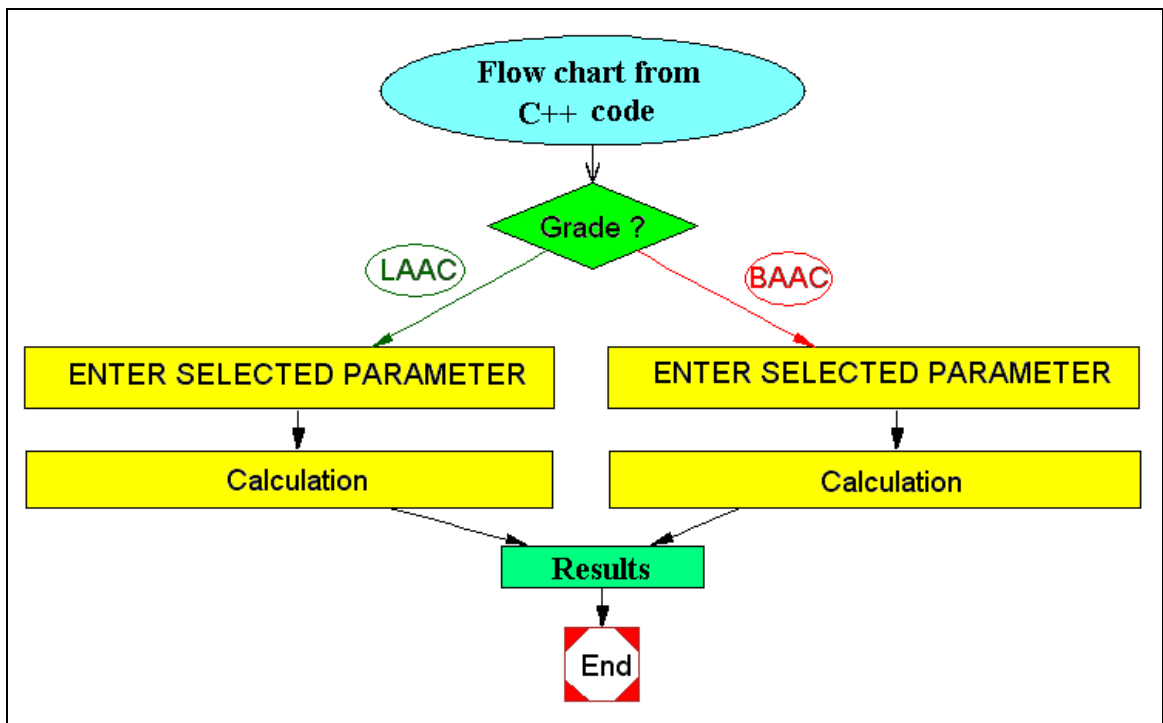 Flow chart from
C++ code
Grade ?
LAAC
BAAC
ENTER SELECTED PARAMETER
ENTER SELECTED PARAMETER
Calculation
Calculation
Results
End